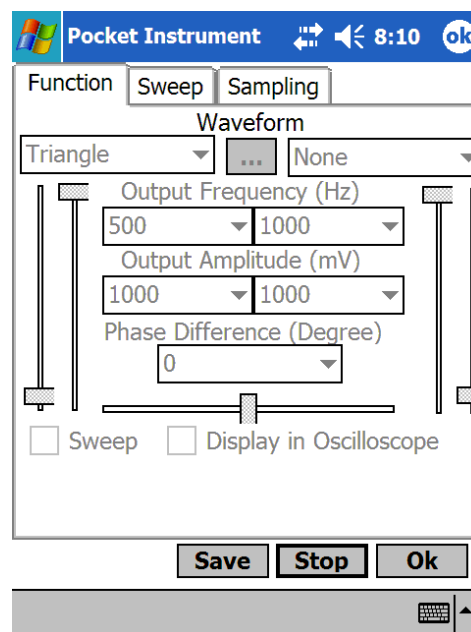 Pocket Instrument 8:10 ok
Function Sweep Sampling
Waveform
Triangle ... None
Output Frequency (Hz)
500 1000
Output Amplitude (mV)
1000 1000
Phase Difference (Degree)
0
Sweep Display in Oscilloscope
Save Stop Ok